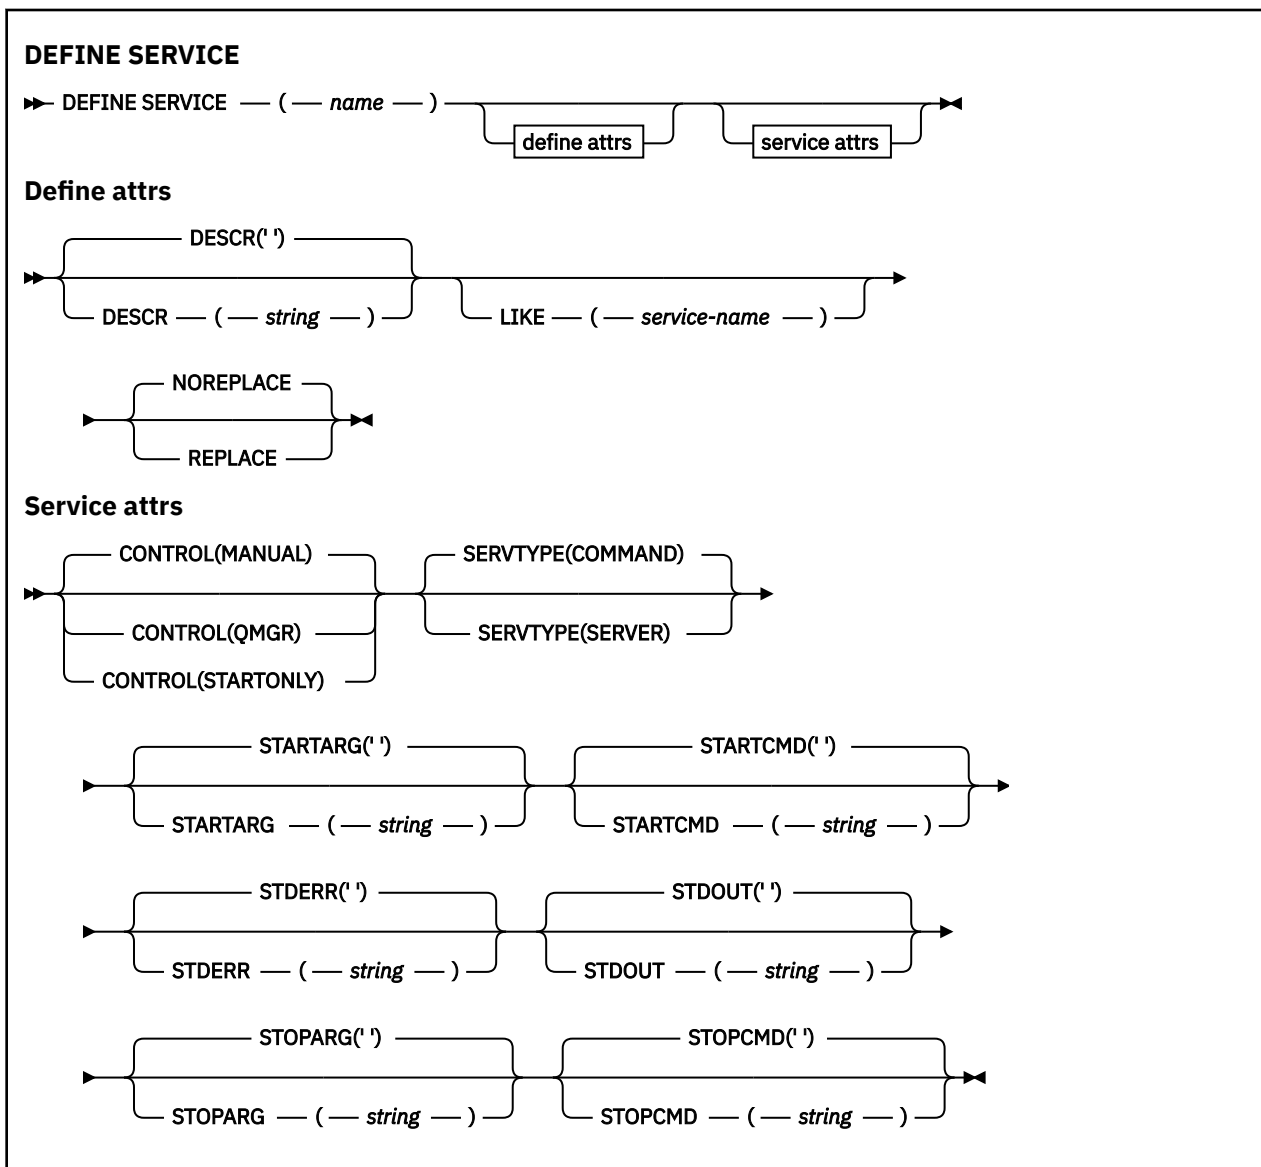 DEFINE SERVICE
DEFINE SERVICE ( name )
define attrs service attrs
Define attrs
DESCR(' ')
DESCR ( string ) LIKE ( service-name )
NOREPLACE
REPLACE
Service attrs
CONTROL(MANUAL) SERVTYPE(COMMAND)
CONTROL(QMGR) SERVTYPE(SERVER)
CONTROL(STARTONLY)
STARTARG(' ') STARTCMD(' ')
STARTARG ( string ) STARTCMD ( string )
STDERR(' ') STDOUT(' ')
STDERR ( string ) STDOUT ( string )
STOPARG(' ') STOPCMD(' ')
STOPARG ( string ) STOPCMD ( string )